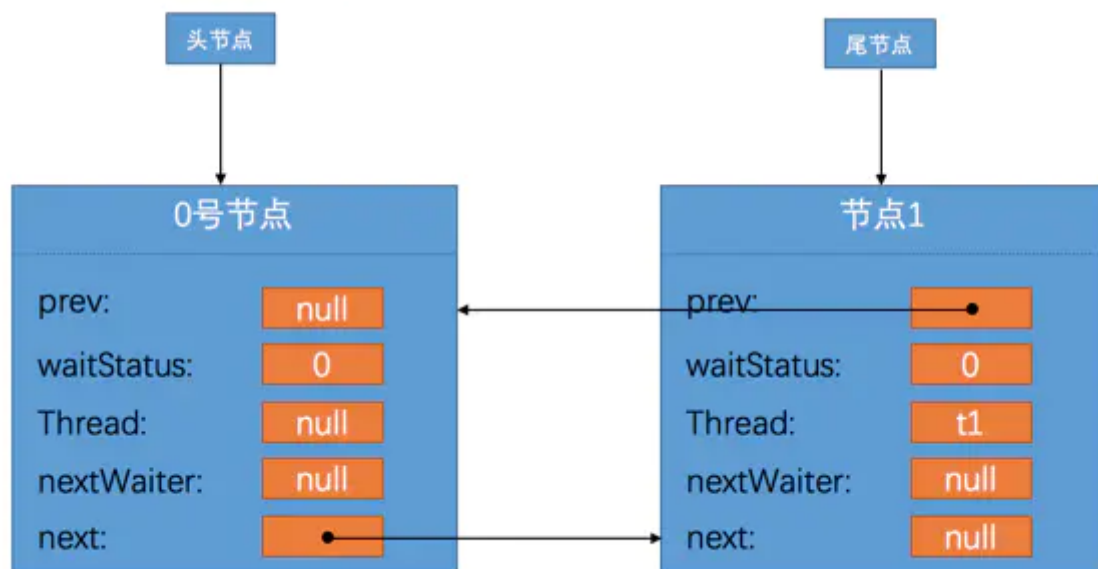 头节点
尾节点
0号节点
prev: null
waitStatus: 0
Thread: null
nextWaiter: null
next:
节点1
prev:
waitStatus: 0
Thread: t1
nextWaiter: null
next: null